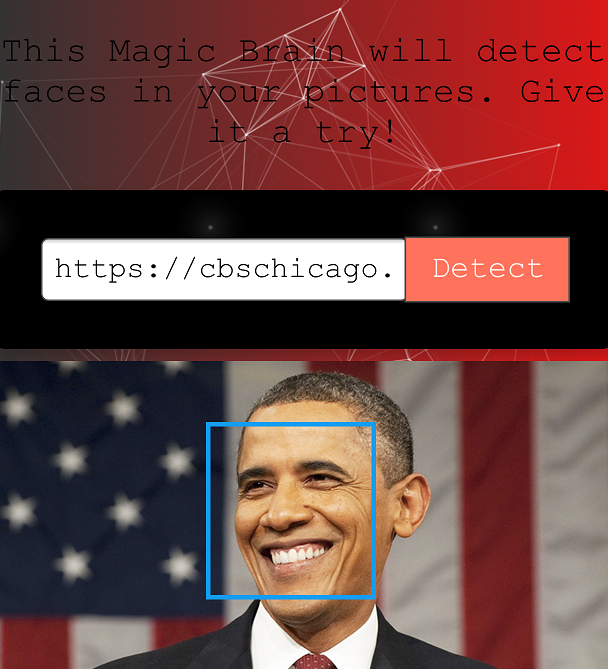 This Magic Brain will detect
faces in your pictures. Give
it a try!
https://cbschicago.
Detect